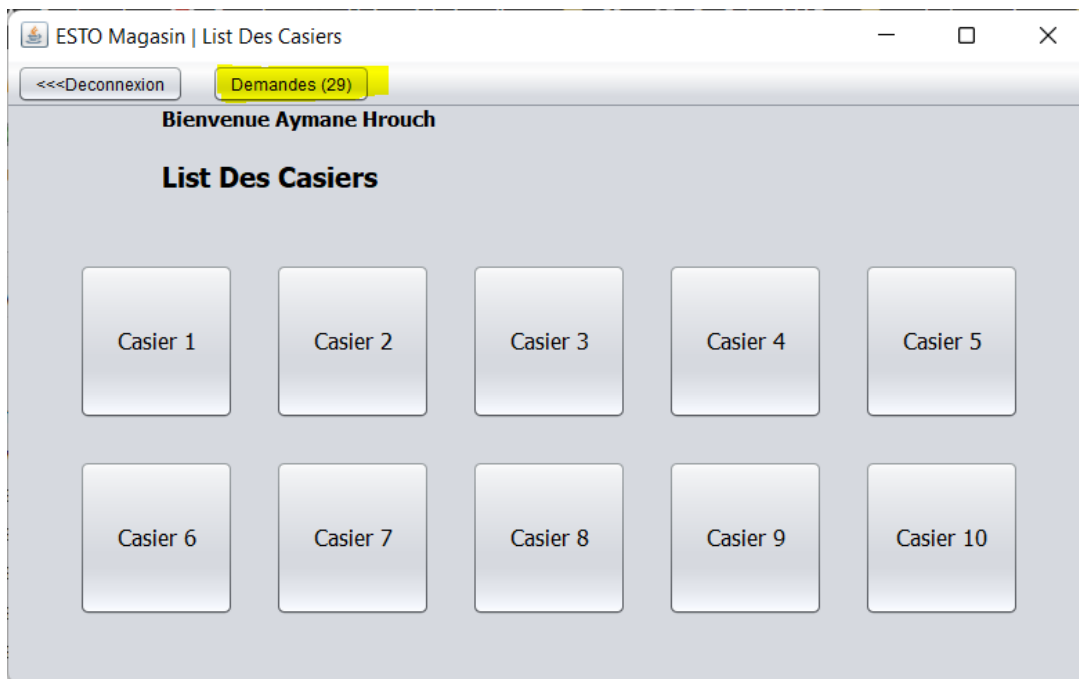 ESTO Magasin | List Des Casiers
<<<Deconnexion Demandes (29)
Bienvenue Aymane Hrouch
List Des Casiers
Casier 1 Casier 2 Casier 3 Casier 4 Casier 5
Casier 6 Casier 7 Casier 8 Casier 9 Casier 10